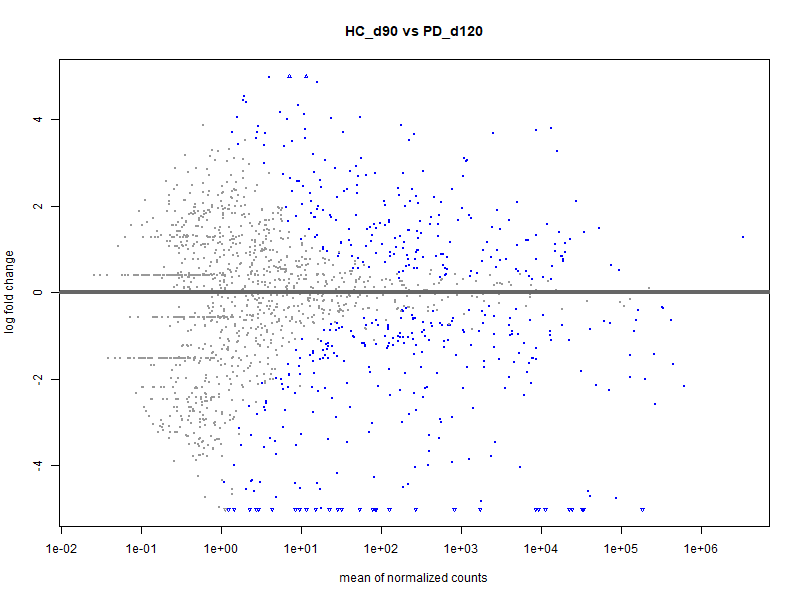 HC_d90 vs PD_d120
log fold change
4
2
0
-2
-4
1e-02 1e-01 1e+00 1e+01 1e+02 1e+03 1e+04 1e+05 1e+06
mean of normalized counts